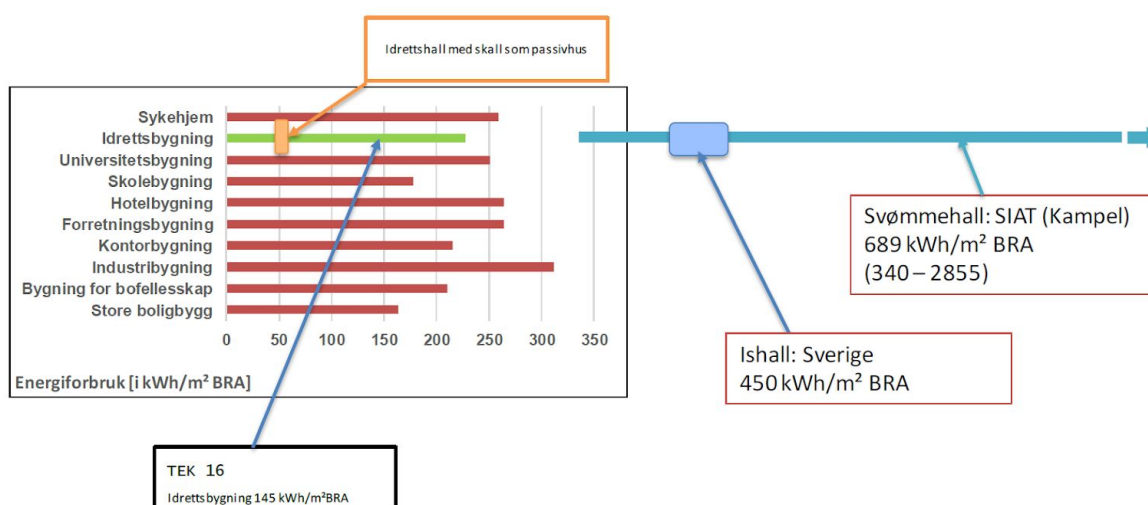 Idrettshall med skall som passivhus
Sykehjem
Idrettsbygning
Universitetsbygning
Skolebygning
Hotelbygning
Forretningsbygning
Kontorbygning
Industribygning
Bygning for bofellesskap
Store boligbygg
0 50 100 150 200 250 300 350
Energiforbruk [i kWh/m² BRA]
Svømmehall: SIAT (Kampel)
689 kWh/m² BRA
(340 – 2855)
Ishall: Sverige
450 kWh/m² BRA
TEK 16
Idrettsbygning 145 kWh/m²BRA